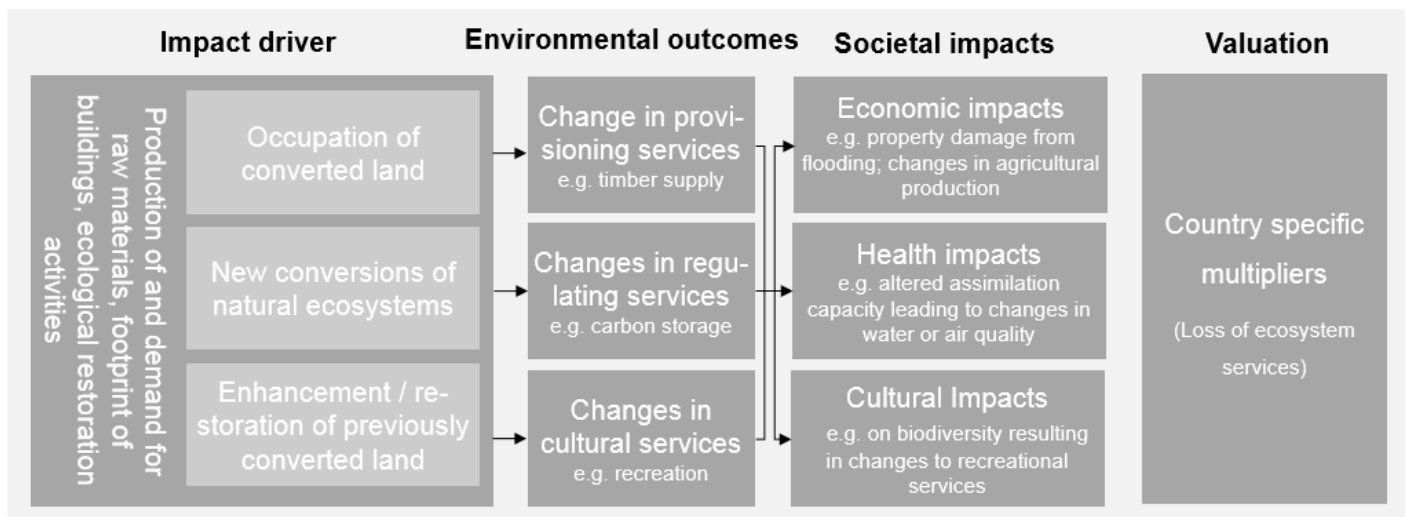 Impact driver
Environmental outcomes
Societal impacts
Valuation
Production of and demand for
raw materials, footprint of
buildings, ecological restoration
activities
Occupation of
converted land
New conversions of
natural ecosystems
Enhancement / re-
storation of previously
converted land
Change in provi-
sioning services
e.g. timber supply
Changes in regu-
lating services
e.g. carbon storage
Changes in
cultural services
e.g. recreation
Economic impacts
e.g. property damage from
flooding; changes in agricultural
production
Health impacts
e.g. altered assimilation
capacity leading to changes in
water or air quality
Cultural Impacts
e.g. on biodiversity resulting
in changes to recreational
services
Country specific
multipliers
(Loss of ecosystem
services)